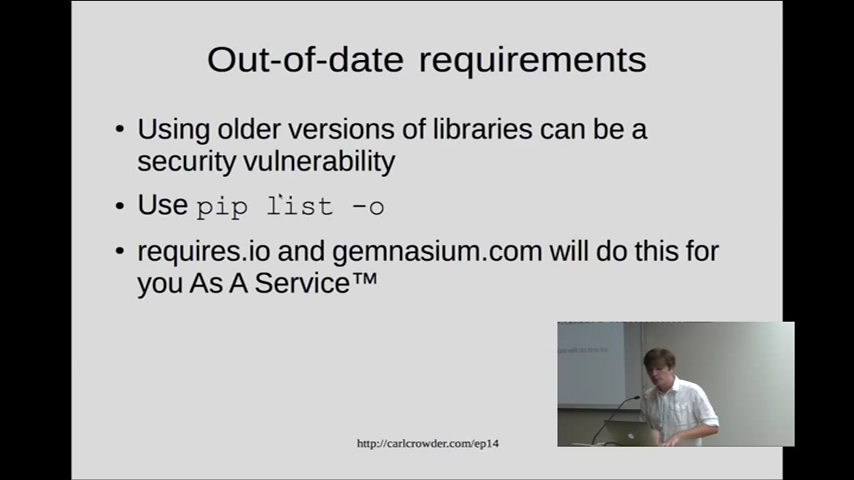 Out-of-date requirements
• Using older versions of libraries can be a
security vulnerability
• Use pip list -o
• requires.io and gemnasium.com will do this for
you As A Service™
http://carlcrowder.com/ep14